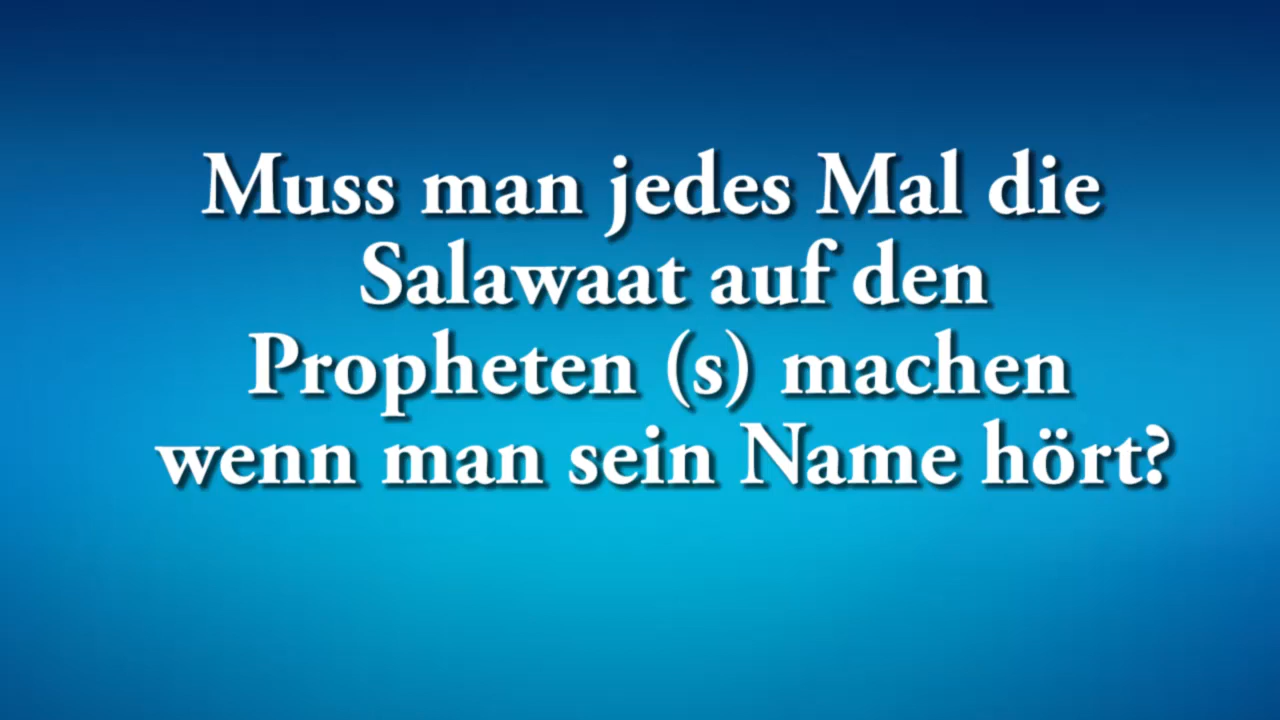 Muss man jedes Mal die
Salawaat auf den
Propheten (s) machen
wenn man sein Name hört?